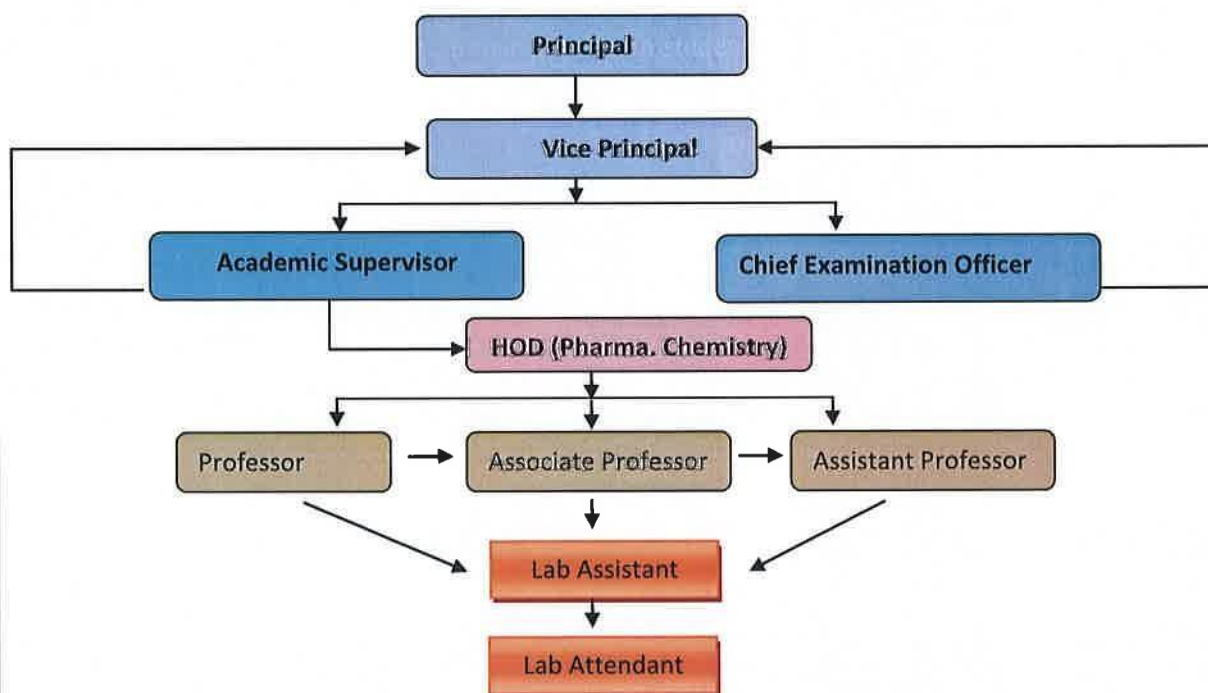 Principal
Vice Principal
Academic Supervisor
Chief Examination Officer
HOD (Pharma. Chemistry)
Professor
Associate Professor
Assistant Professor
Lab Assistant
Lab Attendant